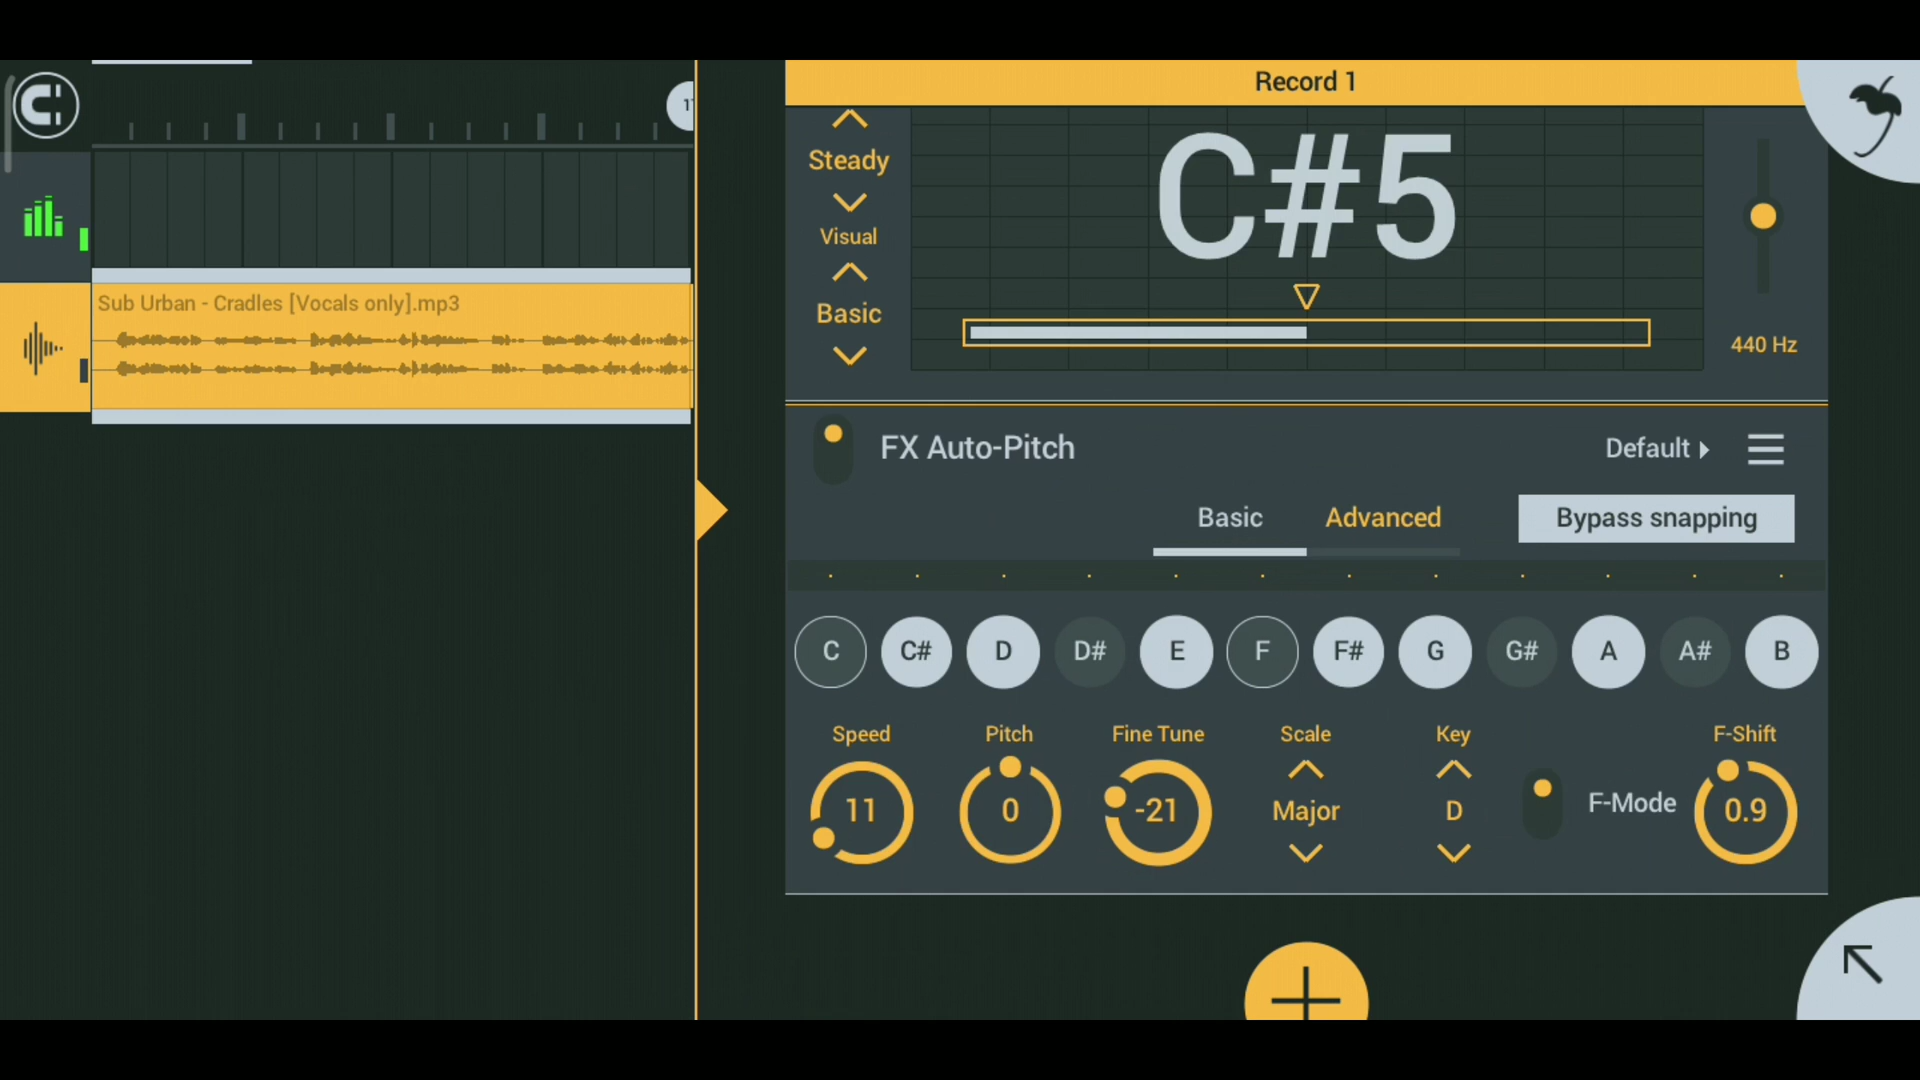 Record 1
11
Sub Urban - Cradles [Vocals only].mp3
Steady
Visual
Basic
C#5
440 Hz
FX Auto-Pitch
Default
Basic
Advanced
Bypass snapping
C
C#
D
D#
E
F
F#
G
G#
A
A#
B
Speed
Pitch
Fine Tune
Scale
Key
F-Shift
11
0
-21
Major
D
F-Mode
0.9